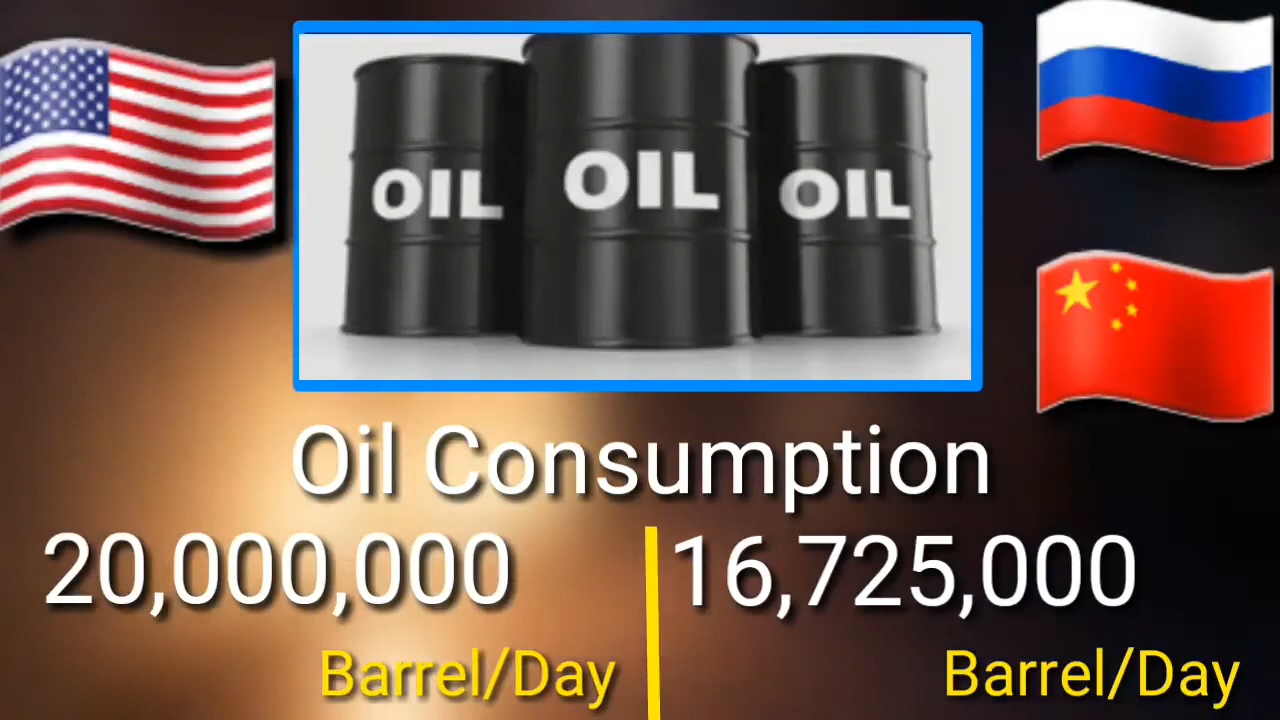 OIL OIL OIL
Oil Consumption
20,000,000 16,725,000
Barrel/Day Barrel/Day